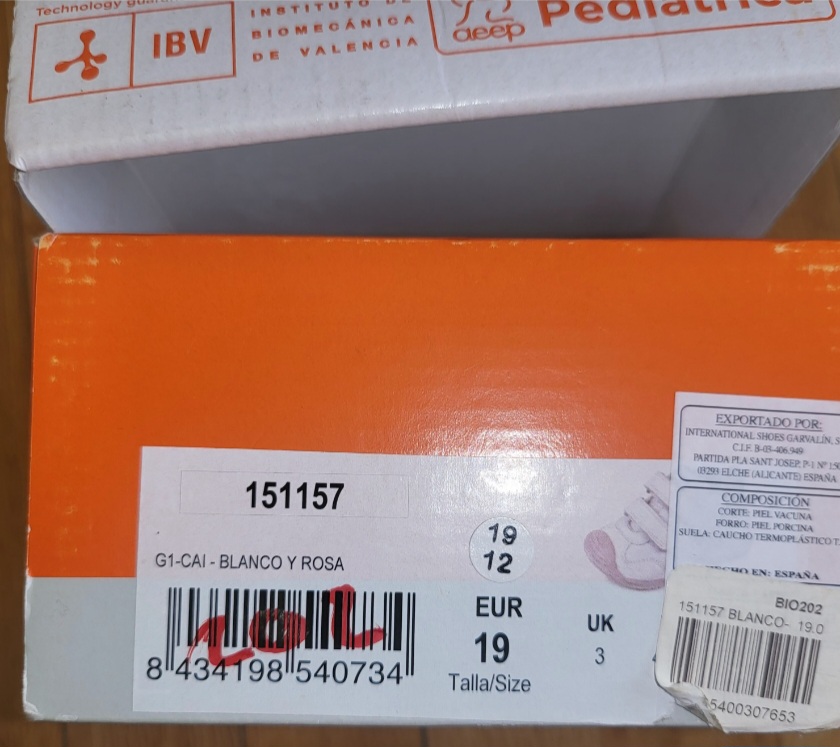 Technology
IBV
INSTITUTO DE
BIOMECÁNICA
DE VALENCIA
aeep
Pediatría
EXPORTADO POR:
INTERNATIONAL SHOES GARVALÍN, S
C.I.F. B-03-406.949
PARTIDA PLA SANT JOSEP, P-1 Nº 150
03293 ELCHE (ALICANTE) ESPAÑA
COMPOSICIÓN
CORTE: PIEL VACUNA
FORRO: PIEL PORCINA
SUELA: CAUCHO TERMOPLÁSTICO T.
HECHO EN: ESPAÑA
151157
G1-CAI - BLANCO Y ROSA
19
12
8 434198 540734
EUR
19
Talla/Size
UK
3
BIO202
151157 BLANCO- 19.0
5400307653